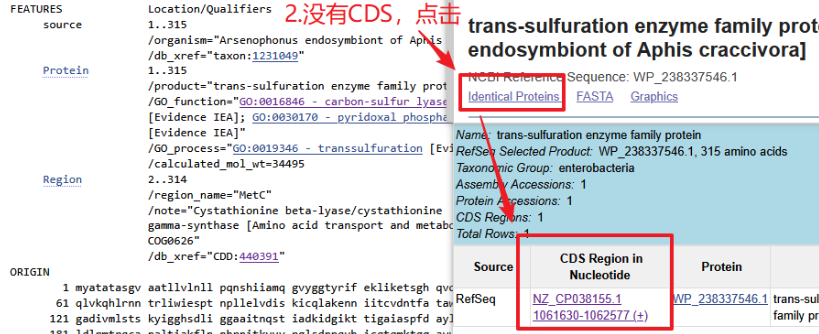 FEATURES Location/Qualifiers
source 1..315
/organism="Arsenophonus endosymbiont of Aphis
/db_xref="taxon:1231049"
Protein 1..315
/product="trans-sulfuration enzyme family prot
/GO_function="GO:0016846 - carbon-sulfur lyase
[Evidence IEA]; GO:0030170 - pyridoxal phospha
[Evidence IEA]"
/GO_process="GO:0019346 - transsulfuration [Evi
/calculated_mol_wt=34495
Region 2..314
/region_name="MetC"
/note="Cystathionine beta-lyase/cystathionine
gamma-synthase [Amino acid transport and metabo
COG0626"
/db_xref="CDD:440391"
ORIGIN
1 myatatasgv aatllvlnll pqnshiiamq gvyggtyrif ekliketsgh
61 qlvkqhlrnn trliwiespt npllelvdis kicqlakenn iitcvdntfa
121 gadivmlsts kyigghsdli ggaaitnqst iadkidgikt tigaiaspfd
2.没有CDS，点击
trans-sulfuration enzyme family prote
endosymbiont of Aphis craccivora]
NCBI Reference Sequence: WP_238337546.1
Identical Proteins FASTA Graphics
Name: trans-sulfuration enzyme family protein
RefSeq Selected Product: WP_238337546.1, 315 amino acids
Taxonomic Group: enterobacteria
Assembly Accessions: 1
Protein Accessions: 1
CDS Regions: 1
Total Rows: 1
Source CDS Region in Nucleotide Protein
RefSeq NZ_CP038155.1 WP_238337546.1 trans-sul
1061630-1062577 (+) family pr